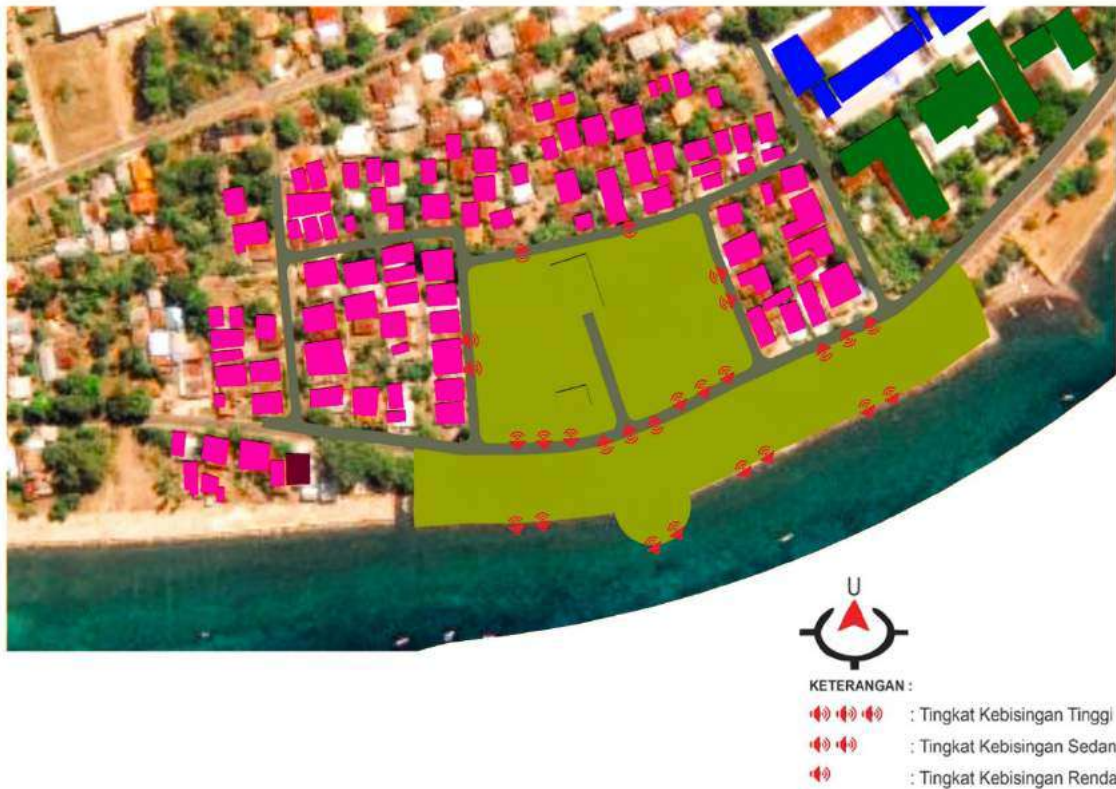 U
KETERANGAN :
: Tingkat Kebisingan Tinggi
: Tingkat Kebisingan Sedan
: Tingkat Kebisingan Renda